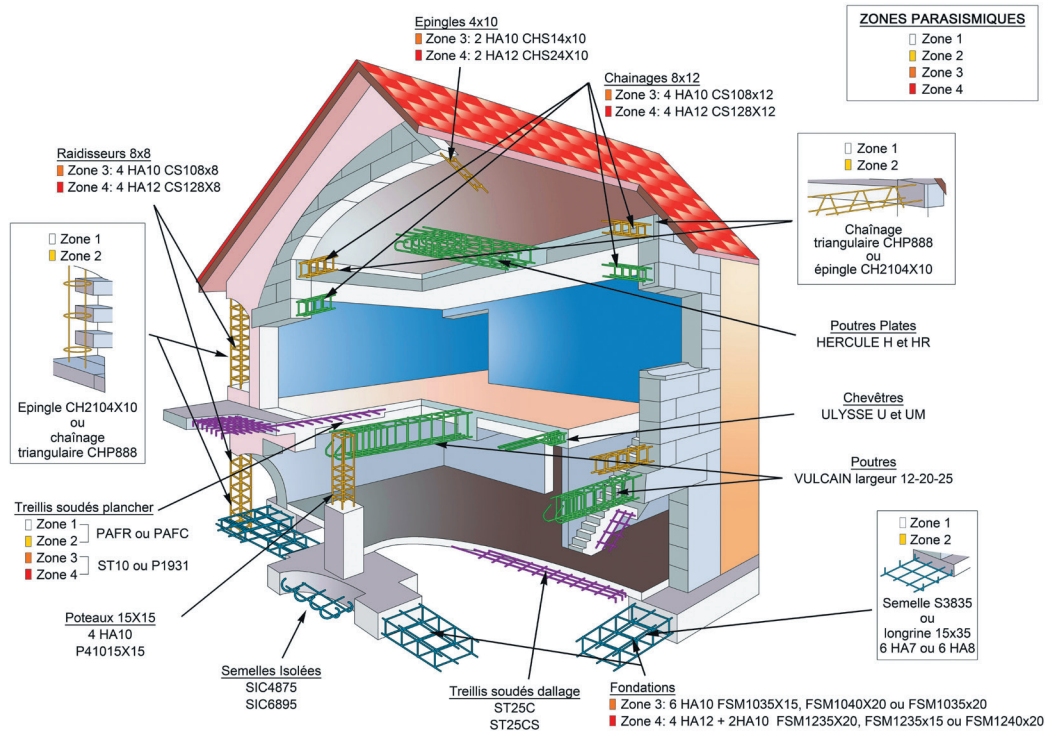 Epingles 4x10
Zone 3: 2 HA10 CHS14x10
Zone 4: 2 HA12 CHS24X10
ZONES PARASISMIQUES
Zone 1
Zone 2
Zone 3
Zone 4
Chainages 8x12
Zone 3: 4 HA10 CS108x12
Zone 4: 4 HA12 CS128X12
Raidisseurs 8x8
Zone 3: 4 HA10 CS108x8
Zone 4: 4 HA12 CS128X8
Zone 1
Zone 2
Chaînage
triangulaire CHP888
ou
épingle CH2104X10
Zone 1
Zone 2
Epingle CH2104X10
ou
chaînage
triangulaire CHP888
Poutres Plates
HERCULE H et HR
Chevêtres
ULYSSE U et UM
Poutres
VULCAIN largeur 12-20-25
Treillis soudés plancher
Zone 1
Zone 2
PAFR ou PAFC
Zone 3
Zone 4
ST10 ou P1931
Zone 1
Zone 2
Semelle S3835
ou
longrine 15x35
6 HA7 ou 6 HA8
Poteaux 15X15
4 HA10
P41015X15
Semelles Isolées
SIC4875
SIC6895
Treillis soudés dallage
ST25C
ST25CS
Fondations
Zone 3: 6 HA10 FSM1035X15, FSM1040X20 ou FSM1035x20
Zone 4: 4 HA12 + 2HA10 FSM1235X20, FSM1235x15 ou FSM1240x20